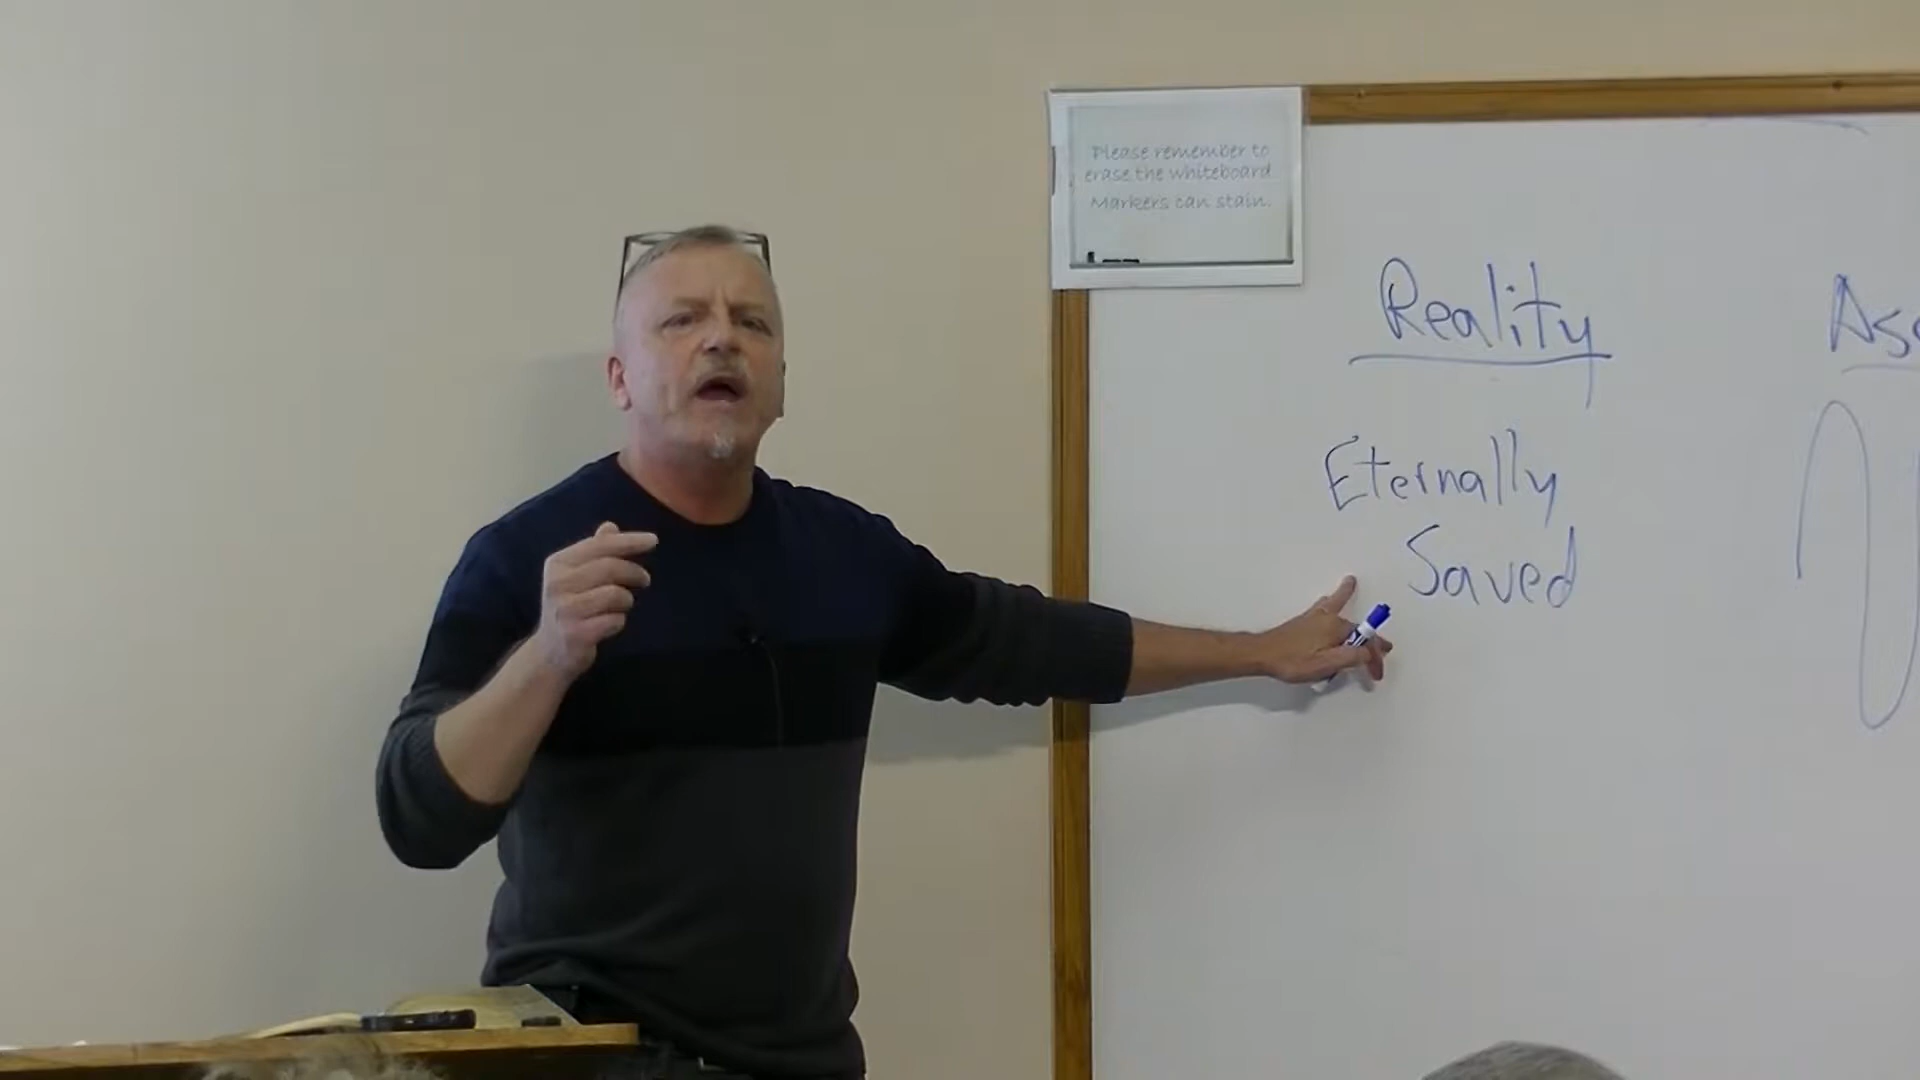 Please remember to
erase the whiteboard
Markers can stain.
Reality
Eternally
Saved